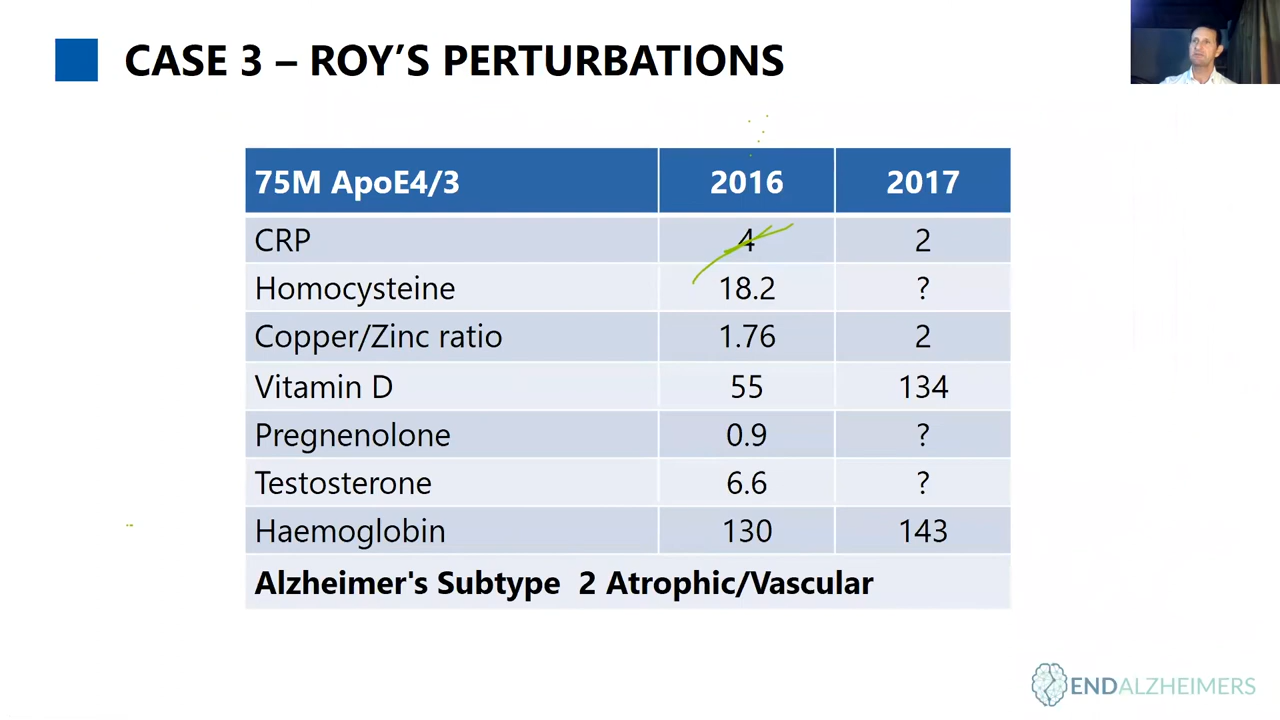 CASE 3 – ROY’S PERTURBATIONS
75M ApoE4/3 2016 2017
CRP 4 2
Homocysteine 18.2 ?
Copper/Zinc ratio 1.76 2
Vitamin D 55 134
Pregnenolone 0.9 ?
Testosterone 6.6 ?
Haemoglobin 130 143
Alzheimer's Subtype 2 Atrophic/Vascular
ENDALZHEIMERS